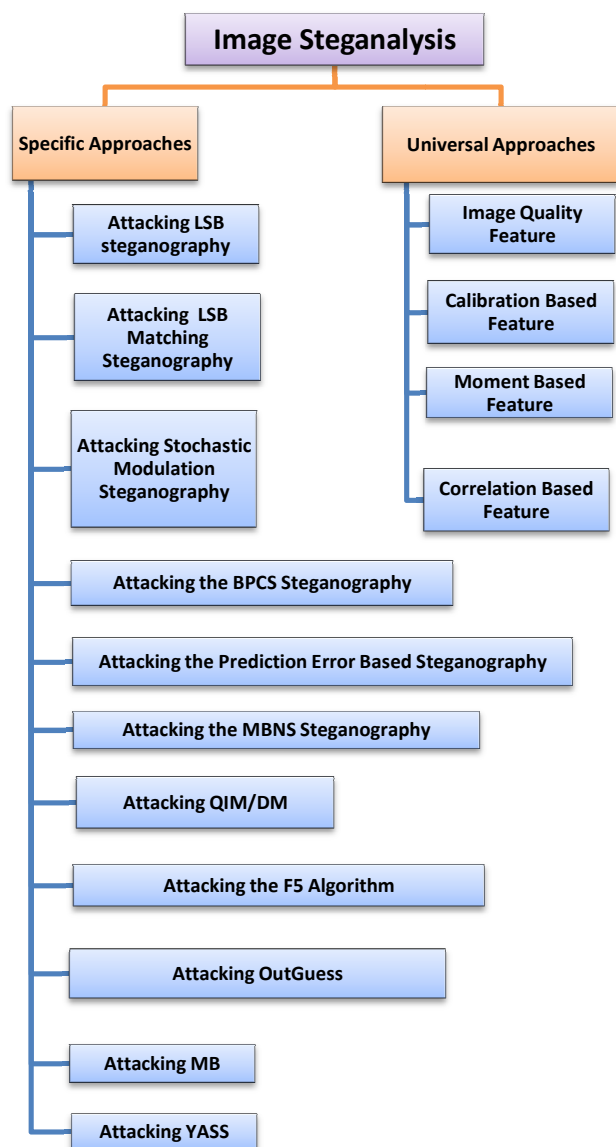 Image Steganalysis
Specific Approaches
Universal Approaches
Attacking LSB
steganography
Attacking LSB
Matching
Steganography
Attacking Stochastic
Modulation
Steganography
Attacking the BPCS Steganography
Attacking the Prediction Error Based Steganography
Attacking the MBNS Steganography
Attacking QIM/DM
Attacking the F5 Algorithm
Attacking OutGuess
Attacking MB
Attacking YASS
Image Quality
Feature
Calibration Based
Feature
Moment Based
Feature
Correlation Based
Feature